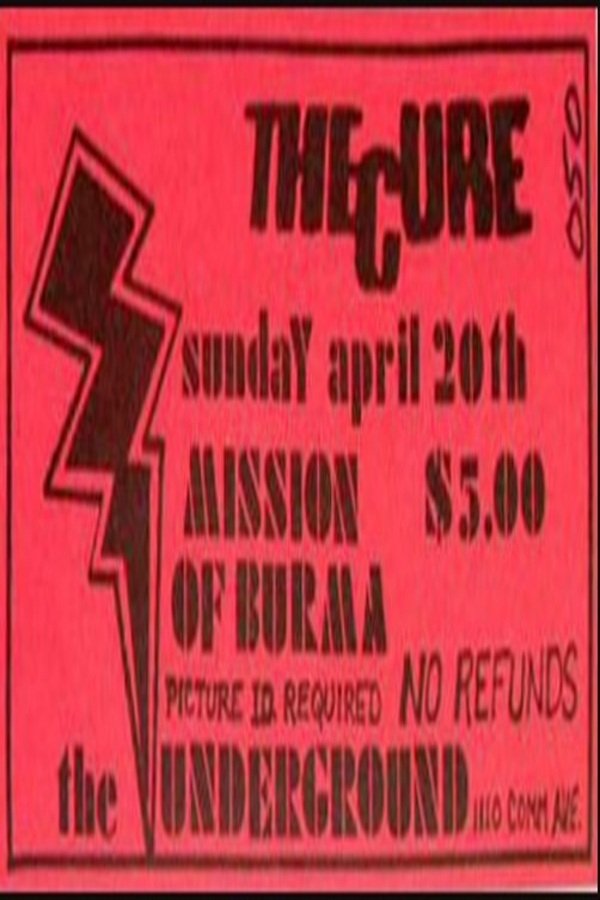 THE CURE
050
sundaY april 20th
MISSION $5.00
OF BURMA
PICTURE I.D. REQUIRED NO REFUNDS
the UNDERGROUND 1110 COMM. AVE.